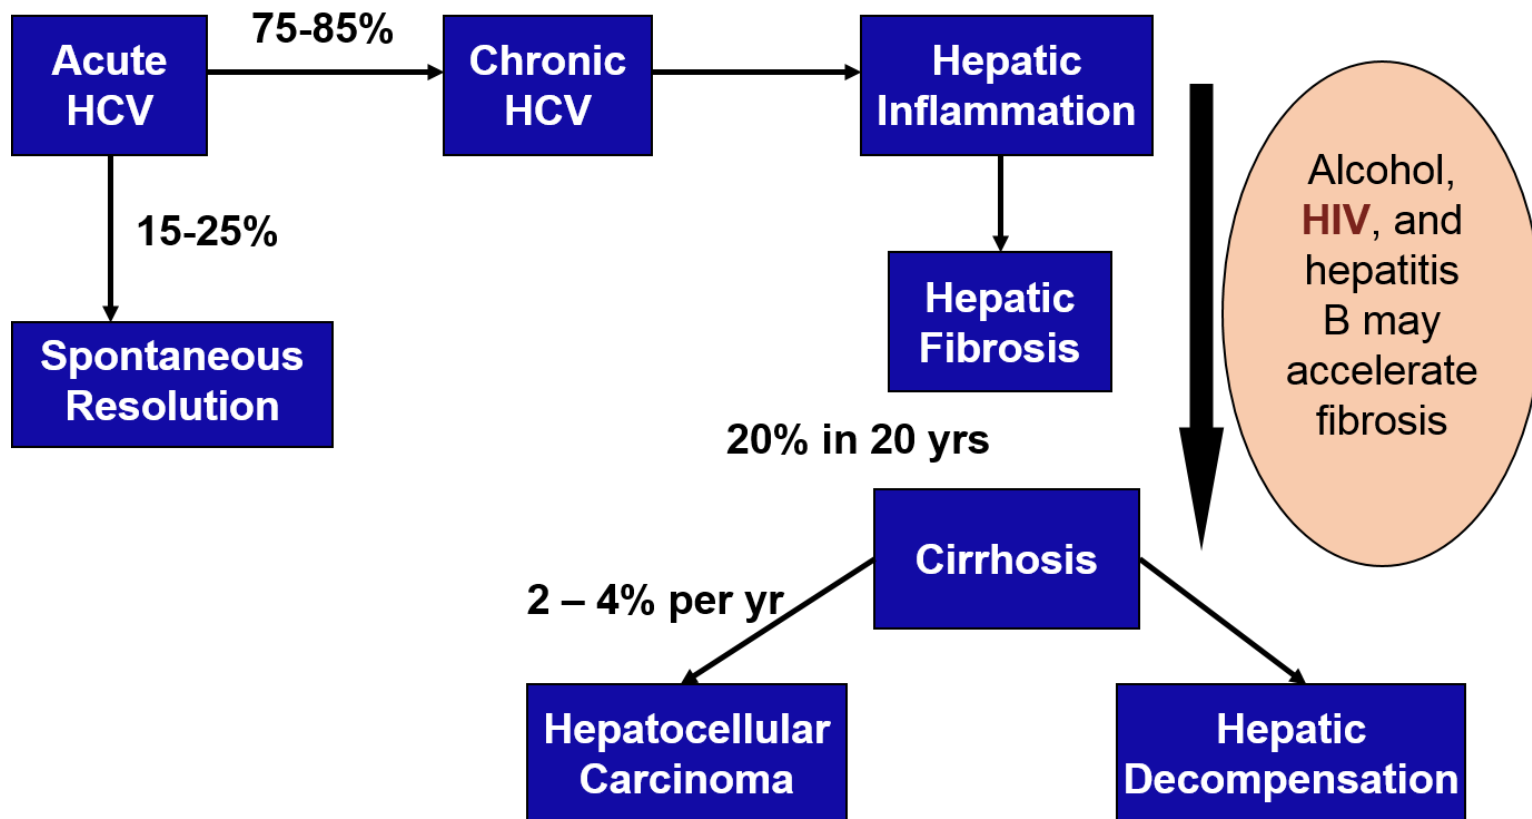 75-85%
Acute
HCV
Chronic
HCV
Hepatic
Inflammation
15-25%
Spontaneous
Resolution
Hepatic
Fibrosis
Alcohol,
HIV, and
hepatitis
B may
accelerate
fibrosis
20% in 20 yrs
Cirrhosis
2 – 4% per yr
Hepatocellular
Carcinoma
Hepatic
Decompensation